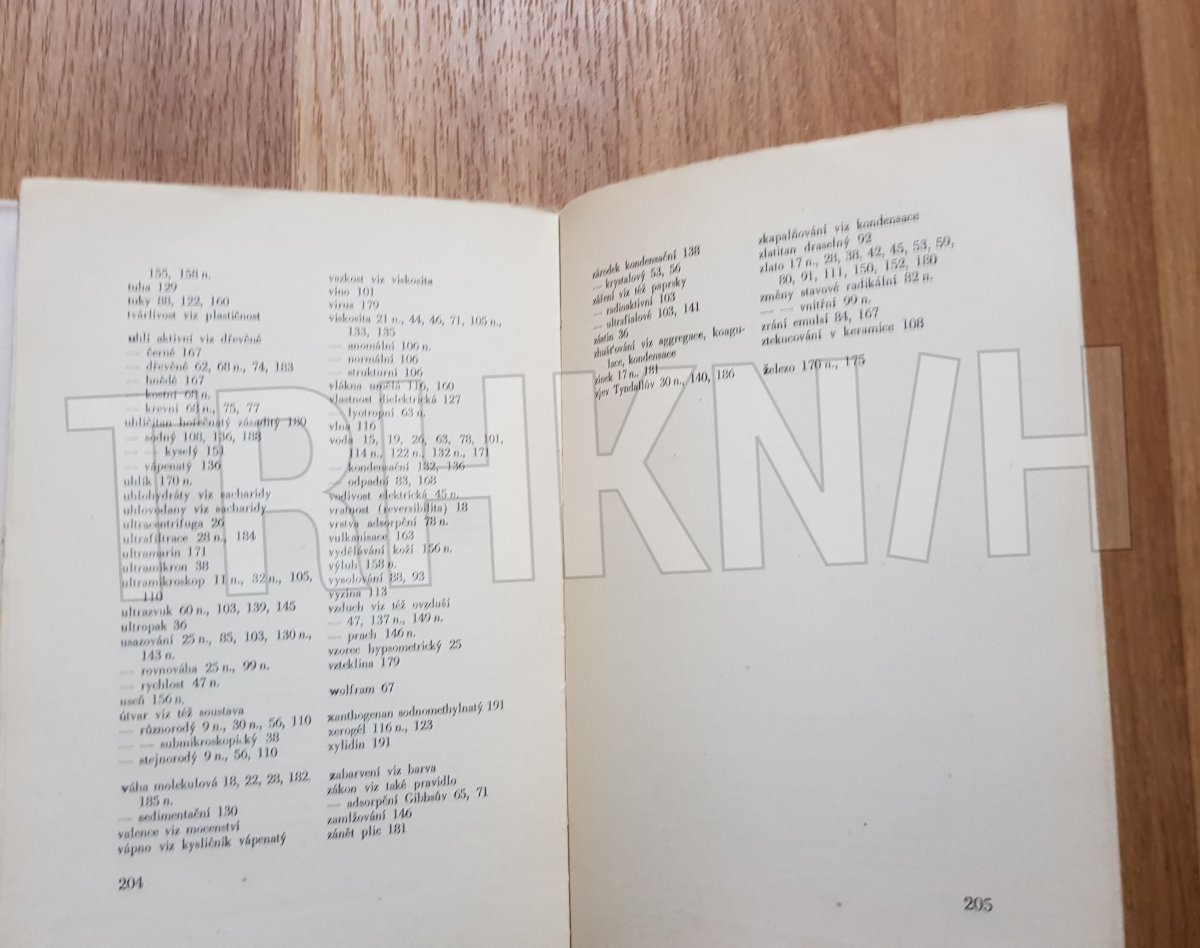 155, 158 n.
tuha 129
tuky 88, 122, 160
tvárlivost viz plastičnost
uhlí aktivní viz dřevěné
— černé 167
— dřevěné 62, 68 n., 74, 183
— hnědé 167
— kostní 68 n.
— krevní 68 n., 75, 77
uhličitan hořečnatý zásaditý 180
— sodný 108, 136, 188
— — kyselý 151
— vápenatý 136
uhlík 170 n.
uhlohydráty viz sacharidy
uhlovodany viz sacharidy
ultracentrifuga 26
ultrafiltrace 28 n., 184
ultramarin 171
ultramikron 38
ultramikroskop 11 n., 32 n., 105,
110
ultrazvuk 60 n., 103, 139, 145
ultropak 36
usazování 25 n., 85, 103, 130 n.,
143 n.
— rovnováha 25 n., 99 n.
— rychlost 47 n.
useň 156 n.
útvar viz též soustava
— různorodý 9 n., 30 n., 56, 110
— — submikroskopický 38
— stejnorodý 9 n., 56, 110
váha molekulová 18, 22, 28, 182,
185 n.
— sedimentační 130
valence viz mocenství
vápno viz kysličník vápenatý
204
vazkost viz viskosita
víno 101
virus 179
viskosita 21 n., 44, 46, 71, 105 n.,
133, 135
— anomální 106 n.
— normální 106
— strukturní 106
vlákna umělá 116, 160
vlastnost dielektrická 127
— lyotropní 63 n.
vlna 116
voda 15, 19, 26, 63, 78, 101,
114 n., 122 n., 132 n., 171
— kondensační 132, 136
odpadní 83, 168
vodivost elektrická 45 n.
vratnost (reversibilita) 18
vrstva adsorpční 78 n.
vulkanisace 163
vydělávání koží 156 n.
výluh 158 n.
vysolování 88, 93
vyzina 113
vzduch viz též ovzduší
— 47, 137 n., 149 n.
— prach 146 n.
vzorec hypsometrický 25
vzteklina 179
wolfram 67
xanthogenan sodnomethylnatý 191
xerogél 116 n., 123
xylidin 191
zabarvení viz barva
zákon viz také pravidlo
— adsorpční Gibbsův 65, 71
zamlžování 146
zánět plic 181
zárodek kondensační 138
— krystalový 53, 56
záření viz též paprsky
— radioaktivní 103
— ultrafialové 103, 141
zástin 36
zhušťování viz aggregace, koagu-
lace, kondensace
zinek 17 n., 181
zjev Tyndallův 30 n., 140, 186
zkapalňování viz kondensace
zlatitan draselný 92
zlato 17 n., 28, 38, 42, 45, 53, 59,
80, 91, 111, 150, 152, 180
změny stavové radikální 82 n.
— — vnitřní 99 n.
zrání emulsí 84, 167
ztekucování v keramice 108
železo 170 n., 175
205
TRHKNIH